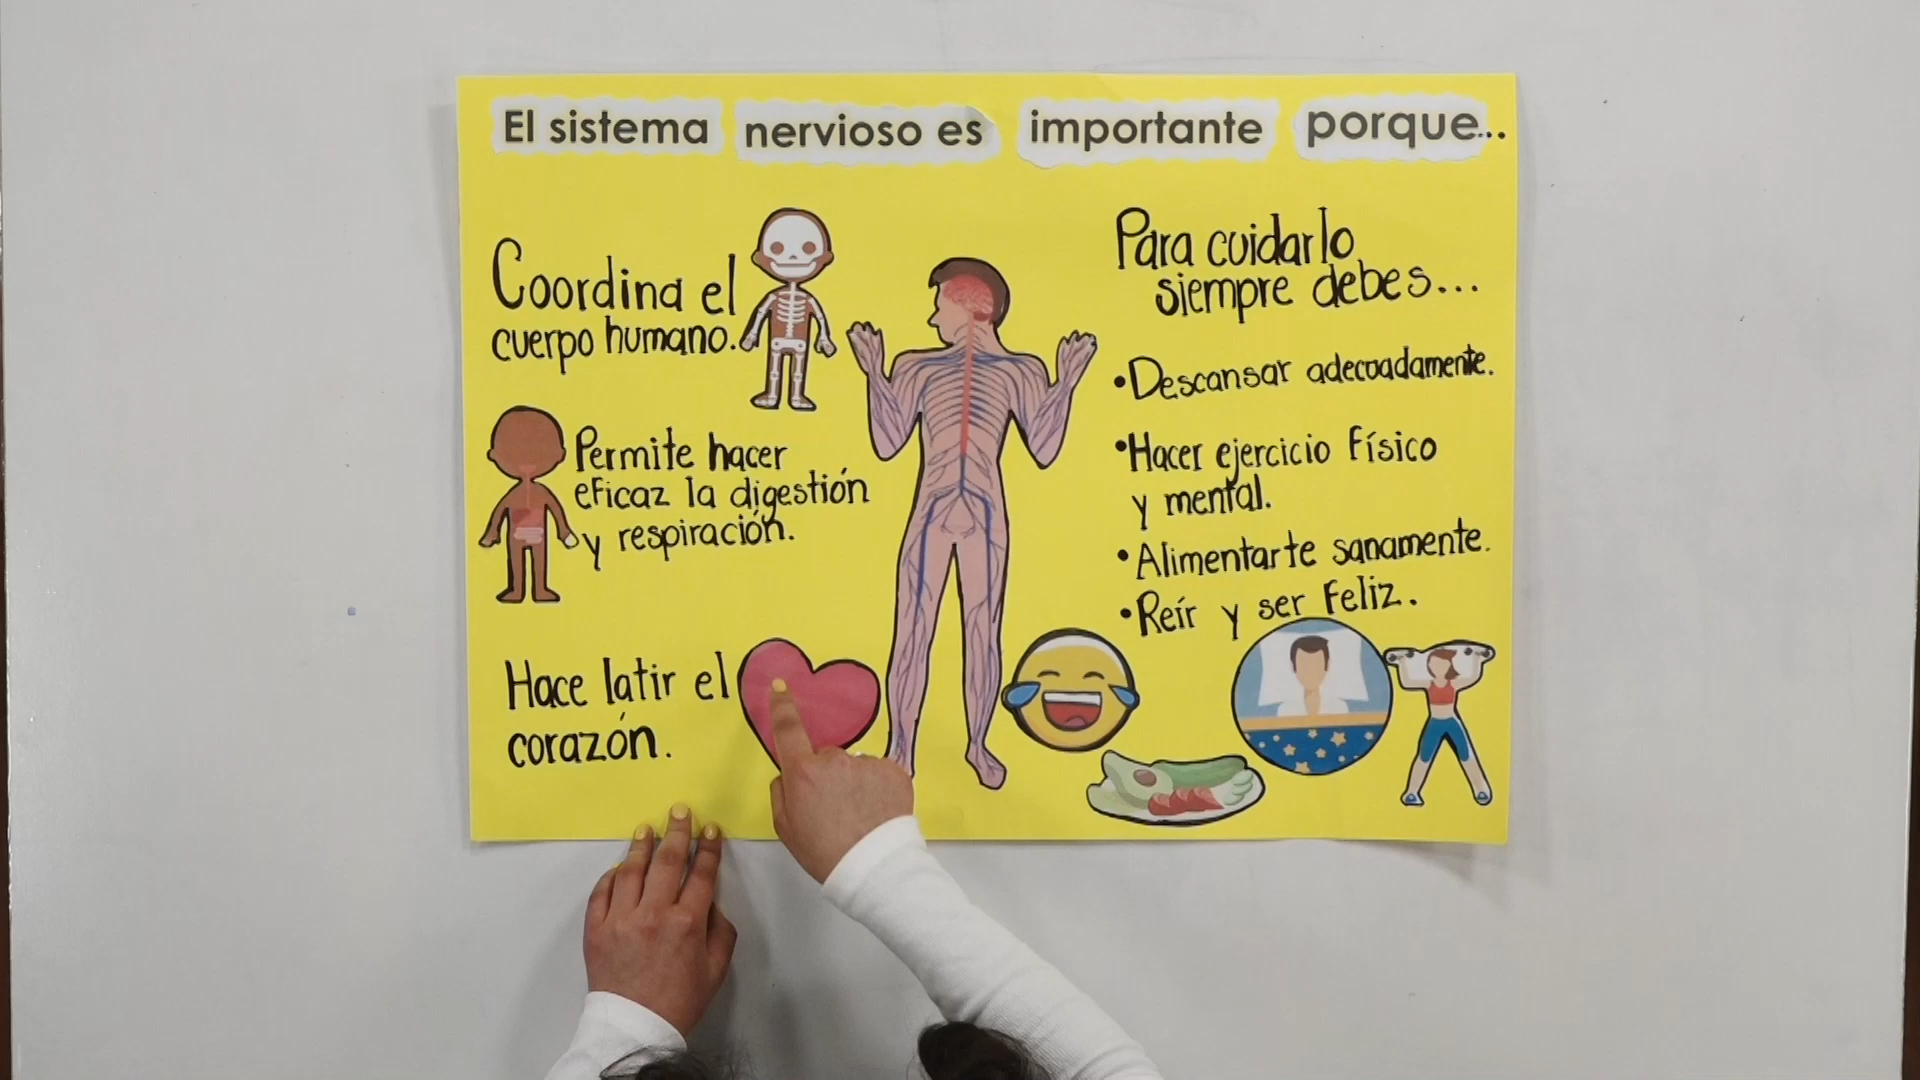 El sistema nervioso es importante porque...
Coordina el
cuerpo humano.
Permite hacer
eficaz la digestión
y respiración.
Hace latir el
corazón.
Para cuidarlo
siempre debes...
•Descansar adecuadamente.
•Hacer ejercicio físico
y mental.
•Alimentarte sanamente.
•Reír y ser feliz.